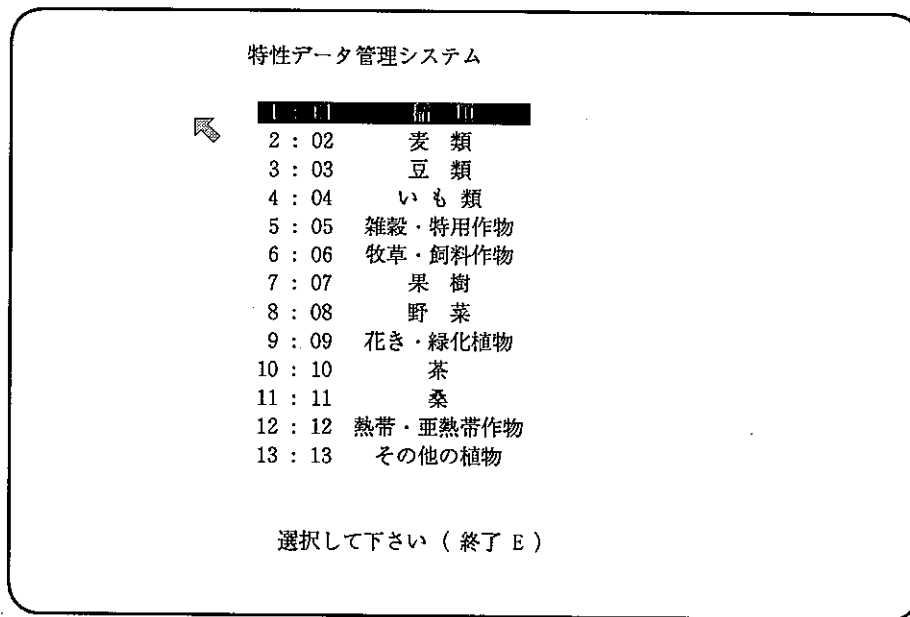 特性データ管理システム
1 : 01
2 : 02 麦 類
3 : 03 豆 類
4 : 04 いも類
5 : 05 雑穀・特用作物
6 : 06 牧草・飼料作物
7 : 07 果 樹
8 : 08 野 菜
9 : 09 花き・緑化植物
10 : 10 茶
11 : 11 桑
12 : 12 熱帯・亜熱帯作物
13 : 13 その他の植物
選択して下さい ( 終了 E )